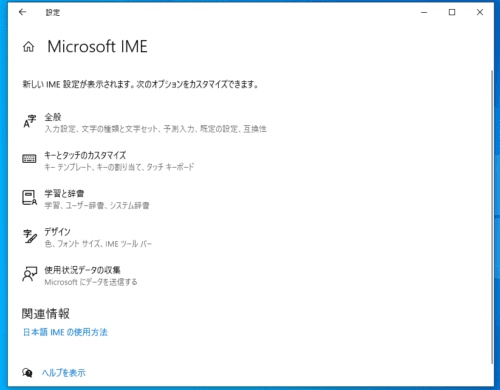 設定
Microsoft IME
新しい IME 設定が表示されます。次のオプションをカスタマイズできます。
全般
入力設定、文字の種類と文字セット、予測入力、既定の設定、互換性
キーとタッチのカスタマイズ
キー テンプレート、キーの割り当て、タッチ キーボード
学習と辞書
学習、ユーザー辞書、システム辞書
デザイン
色、フォント サイズ、IME ツール バー
使用状況データの収集
Microsoft にデータを送信する
関連情報
日本語 IME の使用方法
ヘルプを表示